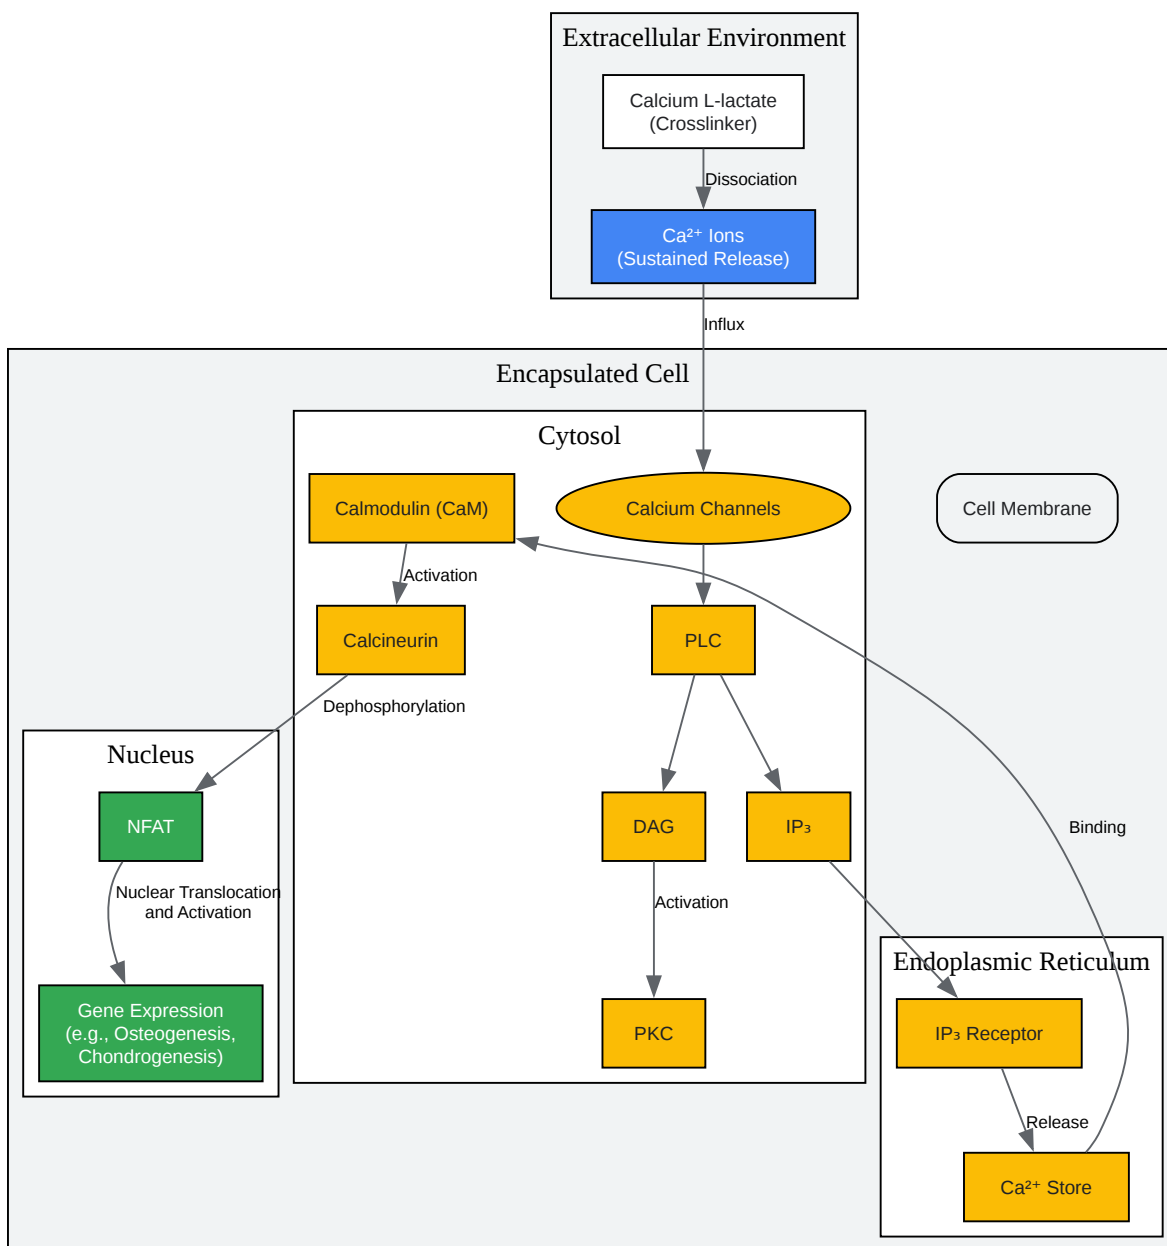 Extracellular Environment
Calcium L-lactate
(Crosslinker)
Dissociation
Ca²⁺ Ions
(Sustained Release)
Influx
Encapsulated Cell
Cytosol
Calmodulin (CaM)
Calcium Channels
Cell Membrane
Activation
Calcineurin
PLC
Dephosphorylation
Nucleus
NFAT
DAG
IP₃
Binding
Nuclear Translocation
and Activation
Activation
Endoplasmic Reticulum
Gene Expression
(e.g., Osteogenesis,
Chondrogenesis)
PKC
IP₃ Receptor
Release
Ca²⁺ Store